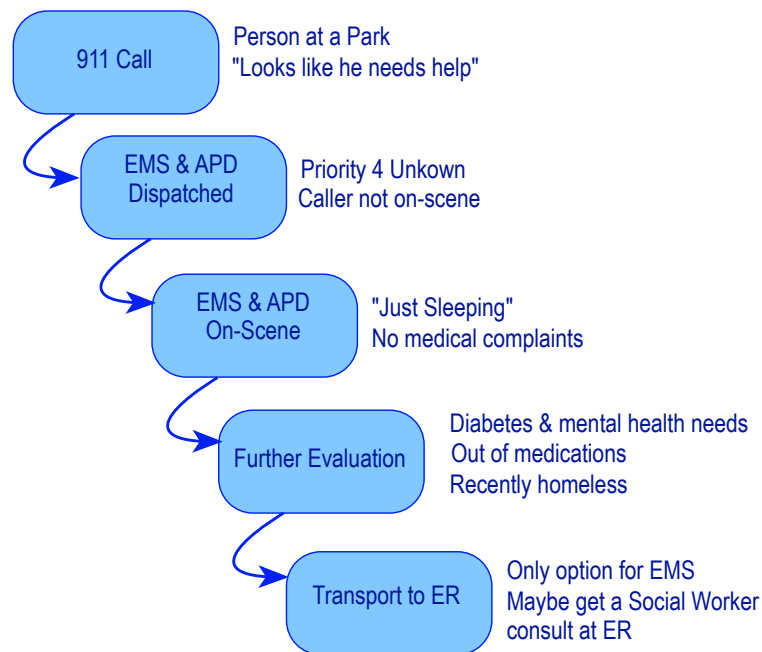 911 Call
Person at a Park
"Looks like he needs help"
EMS & APD
Dispatched
Priority 4 Unkown
Caller not on-scene
EMS & APD
On-Scene
"Just Sleeping"
No medical complaints
Further Evaluation
Diabetes & mental health needs
Out of medications
Recently homeless
Transport to ER
Only option for EMS
Maybe get a Social Worker
consult at ER